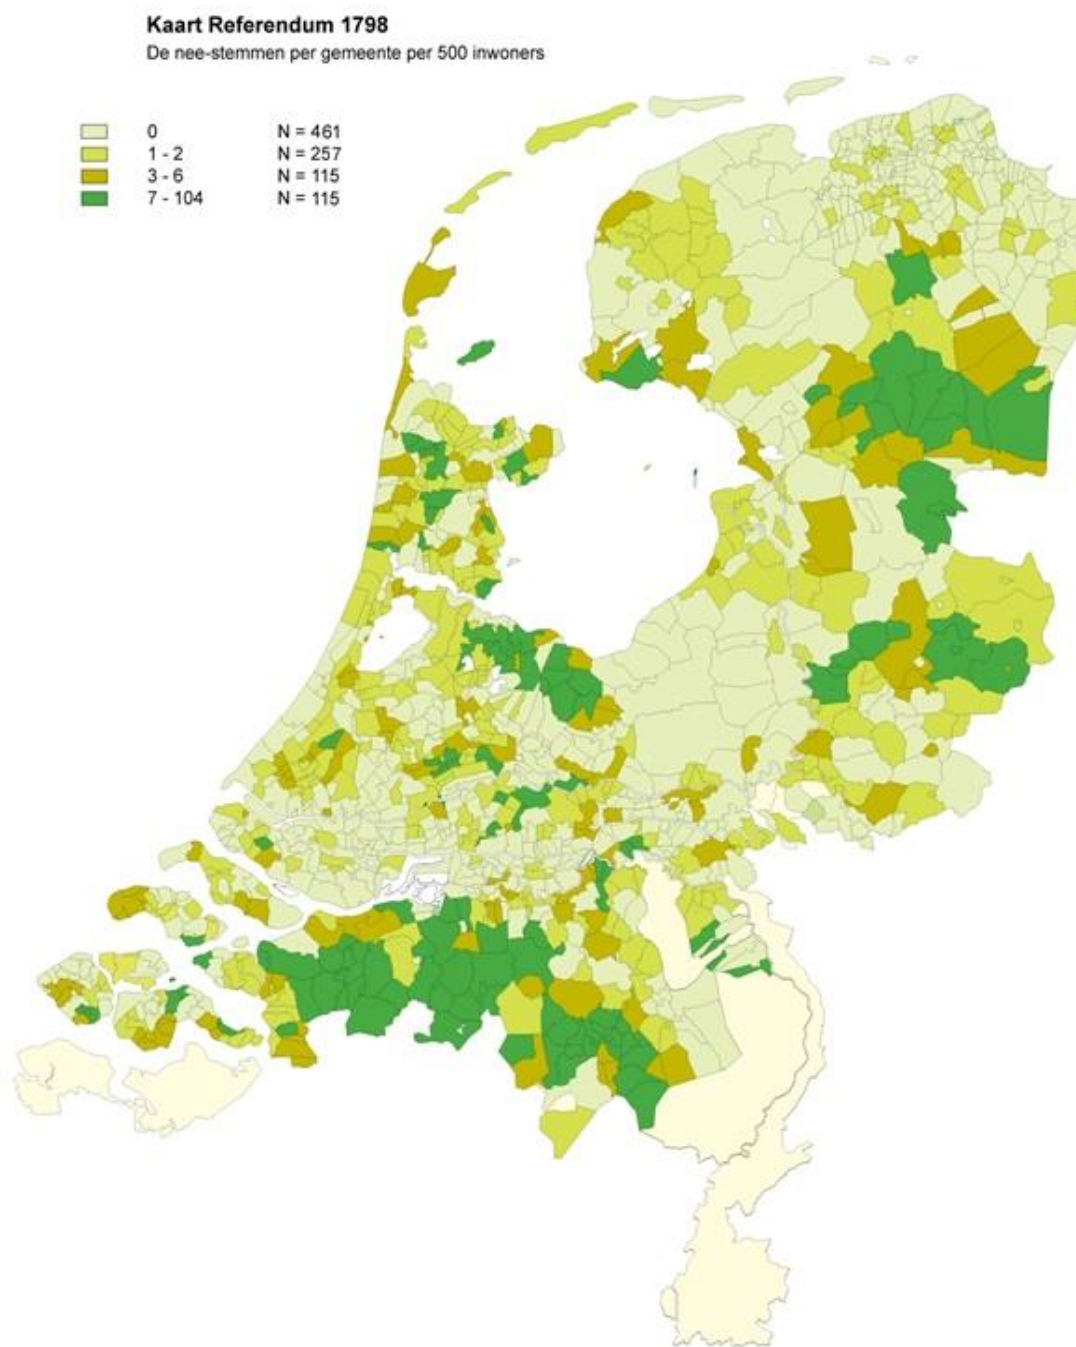 Kaart Referendum 1798
De nee-stemmen per gemeente per 500 inwoners
0 N = 461
1 - 2 N = 257
3 - 6 N = 115
7 - 104 N = 115